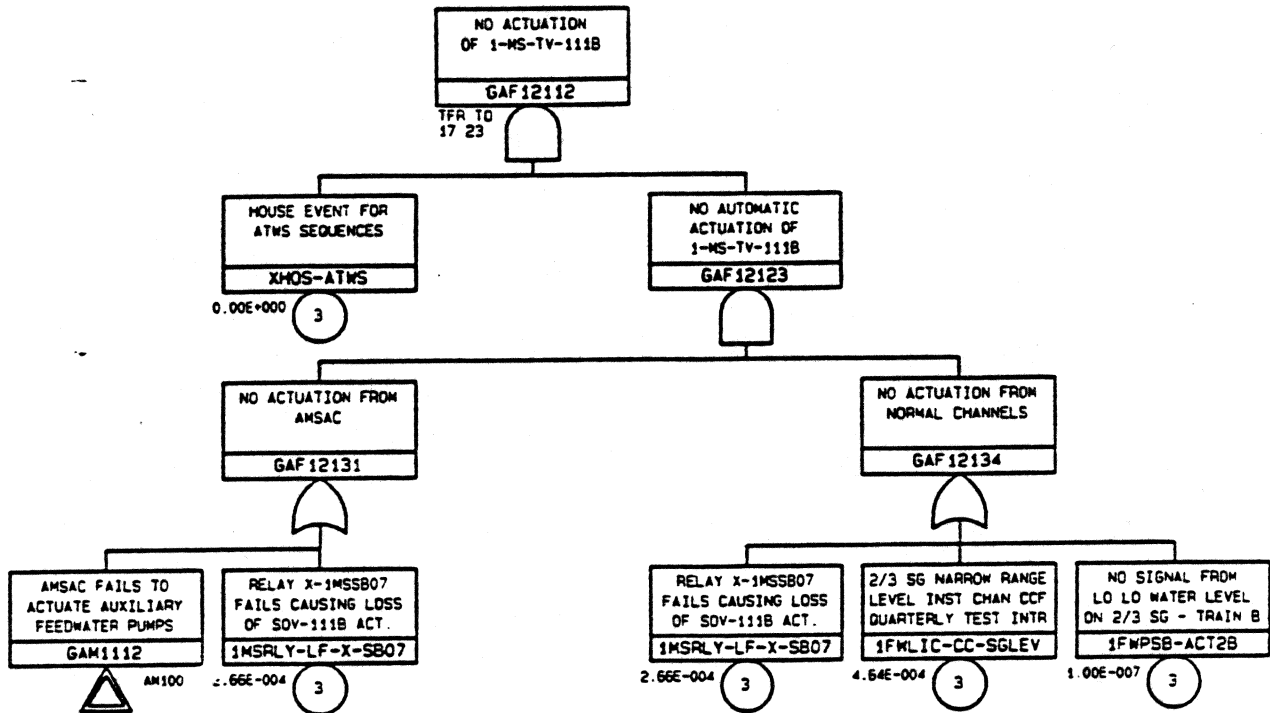 NO ACTUATION
OF 1-MS-TV-111B
GAF12112
TFR TO
17 23
HOUSE EVENT FOR
ATWS SEQUENCES
XHOS-ATWS
0.00E+000
3
NO AUTOMATIC
ACTUATION OF
1-MS-TV-111B
GAF12123
NO ACTUATION FROM
AMSAC
GAF12131
NO ACTUATION FROM
NORMAL CHANNELS
GAF12134
AMSAC FAILS TO
ACTUATE AUXILIARY
FEEDWATER PUMPS
GAM1112
AM100
RELAY X-1MSSB07
FAILS CAUSING LOSS
OF SOV-111B ACT.
1MSRLY-LF-X-SB07
.66E-004
3
RELAY X-1MSSB07
FAILS CAUSING LOSS
OF SOV-111B ACT.
1MSRLY-LF-X-SB07
2.66E-004
3
2/3 SG NARROW RANGE
LEVEL INST CHAN CCF
QUARTERLY TEST INTR
1FWLIC-CC-SGLEV
4.64E-004
3
NO SIGNAL FROM
LO LO WATER LEVEL
ON 2/3 SG - TRAIN B
1FWPSB-ACT2B
1.00E-007
3